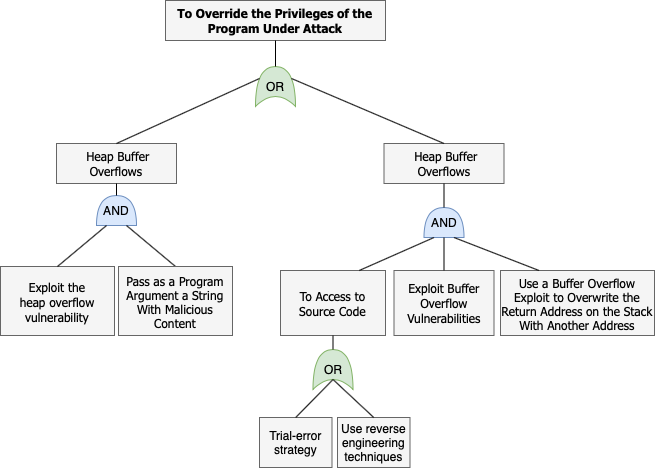 To Override the Privileges of the
Program Under Attack
OR
Heap Buffer
Overflows
Heap Buffer
Overflows
AND
AND
Exploit the
heap overflow
vulnerability
Pass as a Program
Argument a String
With Malicious
Content
To Access to
Source Code
Exploit Buffer
Overflow
Vulnerabilities
Use a Buffer Overflow
Exploit to Overwrite the
Return Address on the Stack
With Another Address
OR
Trial-error
strategy
Use reverse
engineering
techniques